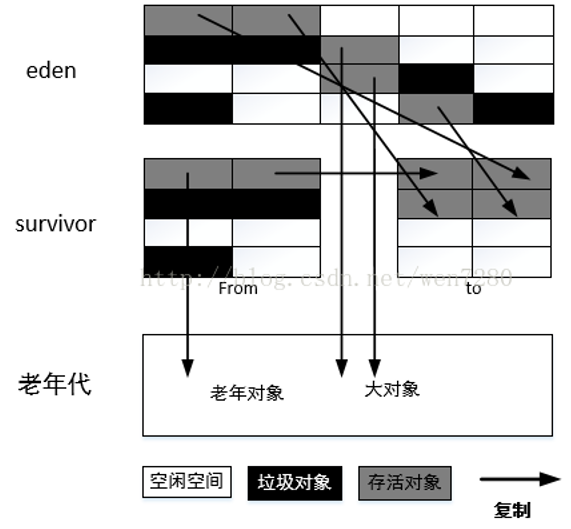 eden
survivor
http://blog.csdn.net/wen7280
From
to
老年代
老年对象
大对象
空闲空间
垃圾对象
存活对象
复制